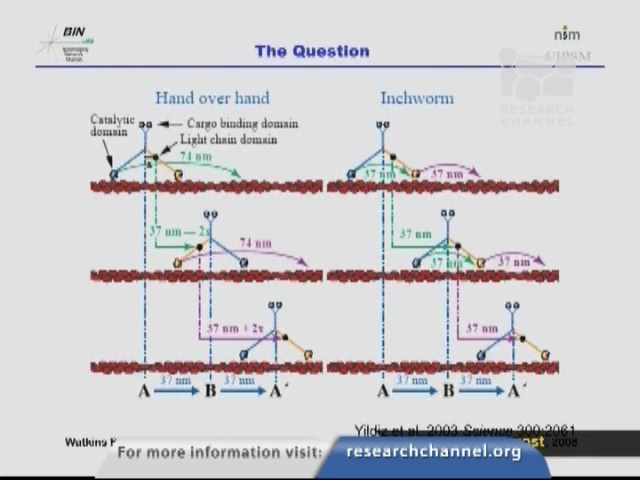 BIN
nim
CIPSM
The Question
RESEARCH
CHANNEL
Hand over hand
Inchworm
Catalytic
domain
Cargo binding domain
Light chain domain
x
74 nm
37 nm
37 nm
37 nm — 2x
74 nm
37 nm
37 nm
37 nm
37 nm + 2x
37 nm
37 nm
37 nm
37 nm
37 nm
A
B
A´
A
B
A´
Yildiz et al. 2003 Science 300:2061
2008
For more information visit:
researchchannel.org